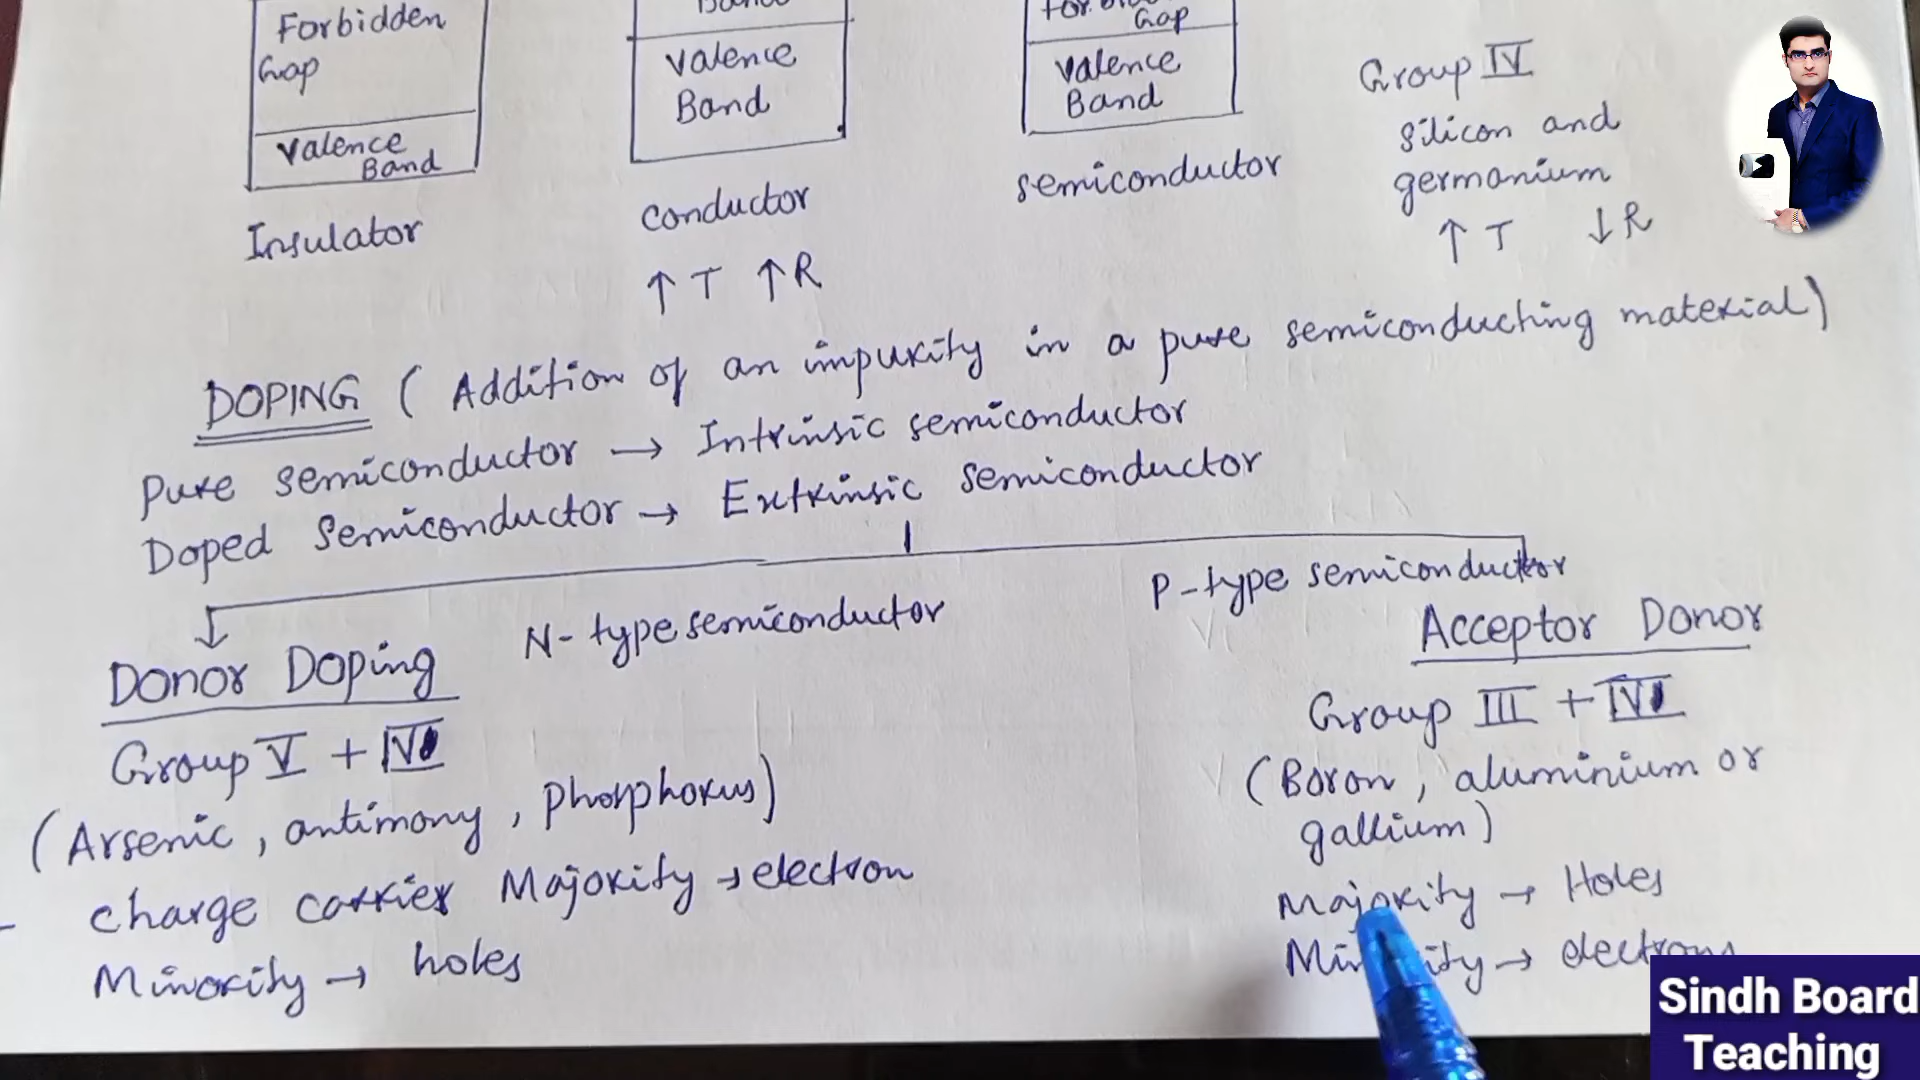 Forbidden
Gap
Valence
Band
Insulator
Valence
Band
conductor
↑ T ↑ R
Gap
Valence
Band
semiconductor
Group IV
silicon and
germanium
↑ T ↓ R
DOPING ( Addition of an impurity in a pure semiconducting material)
Pure semiconductor → Intrinsic semiconductor
Doped semiconductor → Extrinsic semiconductor
N-type semiconductor
Donor Doping
Group V + IV
(Arsenic, antimony, Phosphorus)
charge carrier Majority → electron
Minority → holes
P-type semiconductor
Acceptor Donor
Group III + IV
(Boron, aluminium or
gallium)
Majority → Holes
→ electrons
Sindh Board
Teaching